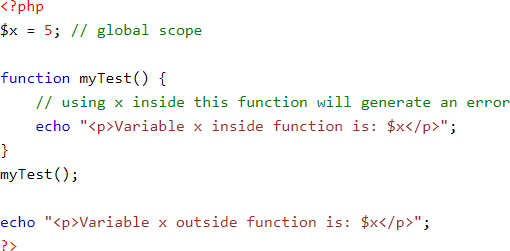 <?php
$x = 5; // global scope

function myTest() {
    // using x inside this function will generate an error
    echo "<p>Variable x inside function is: $x</p>";
}
myTest();

echo "<p>Variable x outside function is: $x</p>";
?>